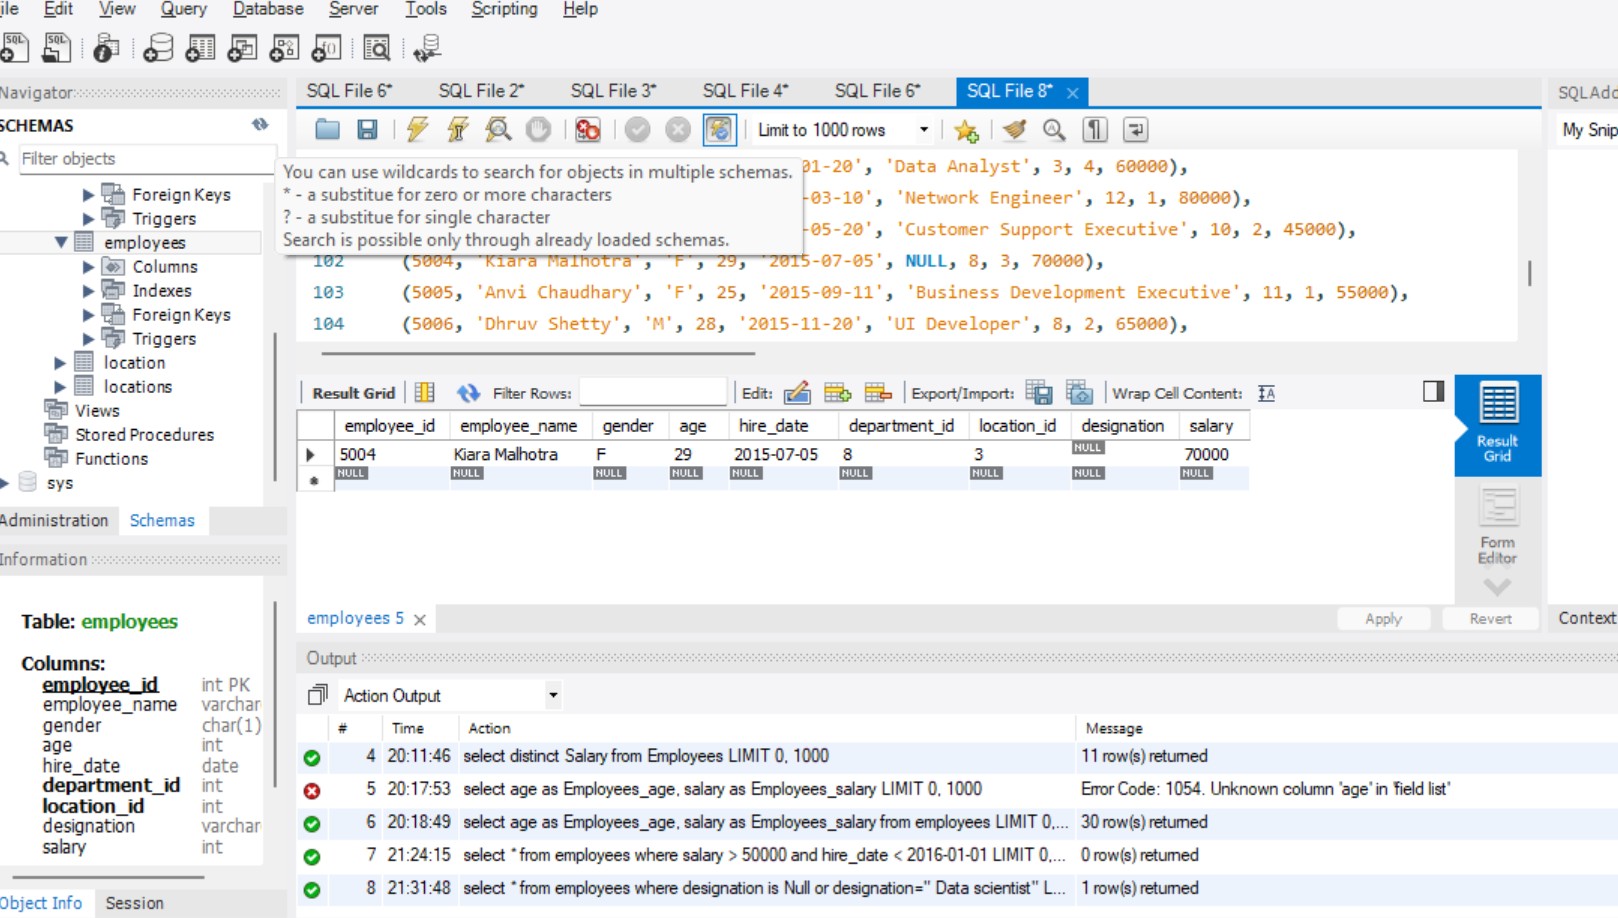 ile Edit View Query Database Server Tools Scripting Help
SQL SQL
Navigator
SCHEMAS
Filter objects
Foreign Keys
Triggers
employees
Columns
Indexes
Foreign Keys
Triggers
location
locations
Views
Stored Procedures
Functions
sys
Administration Schemas
Information
Table: employees
Columns:
employee_id int PK
employee_name varchar
gender char(1)
age int
hire_date date
department_id int
location_id int
designation varchar
salary int
Object Info Session
SQL File 6* SQL File 2* SQL File 3* SQL File 4* SQL File 6* SQL File 8*
Limit to 1000 rows
You can use wildcards to search for objects in multiple schemas.
* - a substitue for zero or more characters
? - a substitue for single character
Search is possible only through already loaded schemas.
01-20', 'Data Analyst', 3, 4, 60000),
-03-10', 'Network Engineer', 12, 1, 80000),
-05-20', 'Customer Support Executive', 10, 2, 45000),
102 (5004, 'Kiara Malhotra', 'F', 29, '2015-07-05', NULL, 8, 3, 70000),
103 (5005, 'Anvi Chaudhary', 'F', 25, '2015-09-11', 'Business Development Executive', 11, 1, 55000),
104 (5006, 'Dhruv Shetty', 'M', 28, '2015-11-20', 'UI Developer', 8, 2, 65000),
Result Grid Filter Rows: Edit: Export/Import: Wrap Cell Content:
employee_id employee_name gender age hire_date department_id location_id designation salary
5004 Kiara Malhotra F 29 2015-07-05 8 3 NULL 70000
NULL NULL NULL NULL NULL NULL NULL NULL NULL
Result
Grid
Form
Editor
employees 5
Apply Revert
Output
Action Output
# Time Action Message
4 20:11:46 select distinct Salary from Employees LIMIT 0, 1000 11 row(s) returned
5 20:17:53 select age as Employees_age, salary as Employees_salary LIMIT 0, 1000 Error Code: 1054. Unknown column 'age' in 'field list'
6 20:18:49 select age as Employees_age, salary as Employees_salary from employees LIMIT 0,... 30 row(s) returned
7 21:24:15 select * from employees where salary > 50000 and hire_date < 2016-01-01 LIMIT 0,... 0 row(s) returned
8 21:31:48 select * from employees where designation is Null or designation=" Data scientist" L... 1 row(s) returned
SQLAdd
My Snip
Context